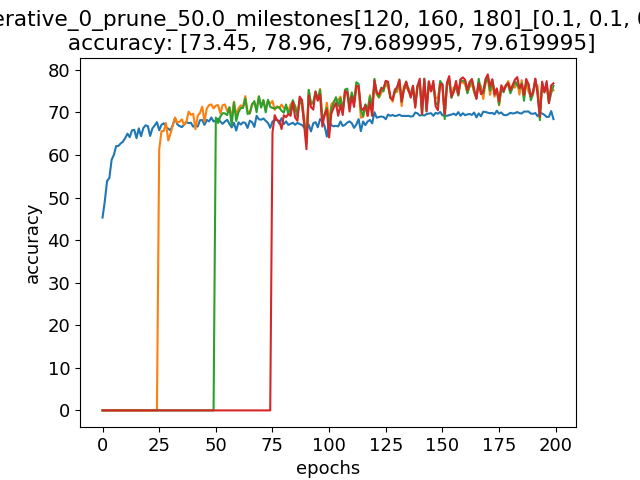 erative_0_prune_50.0_milestones[120, 160, 180]_[0.1, 0.1, 0
accuracy: [73.45, 78.96, 79.689995, 79.619995]
80
70
60
50
40
30
20
10
0
accuracy
0 25 50 75 100 125 150 175 200
epochs